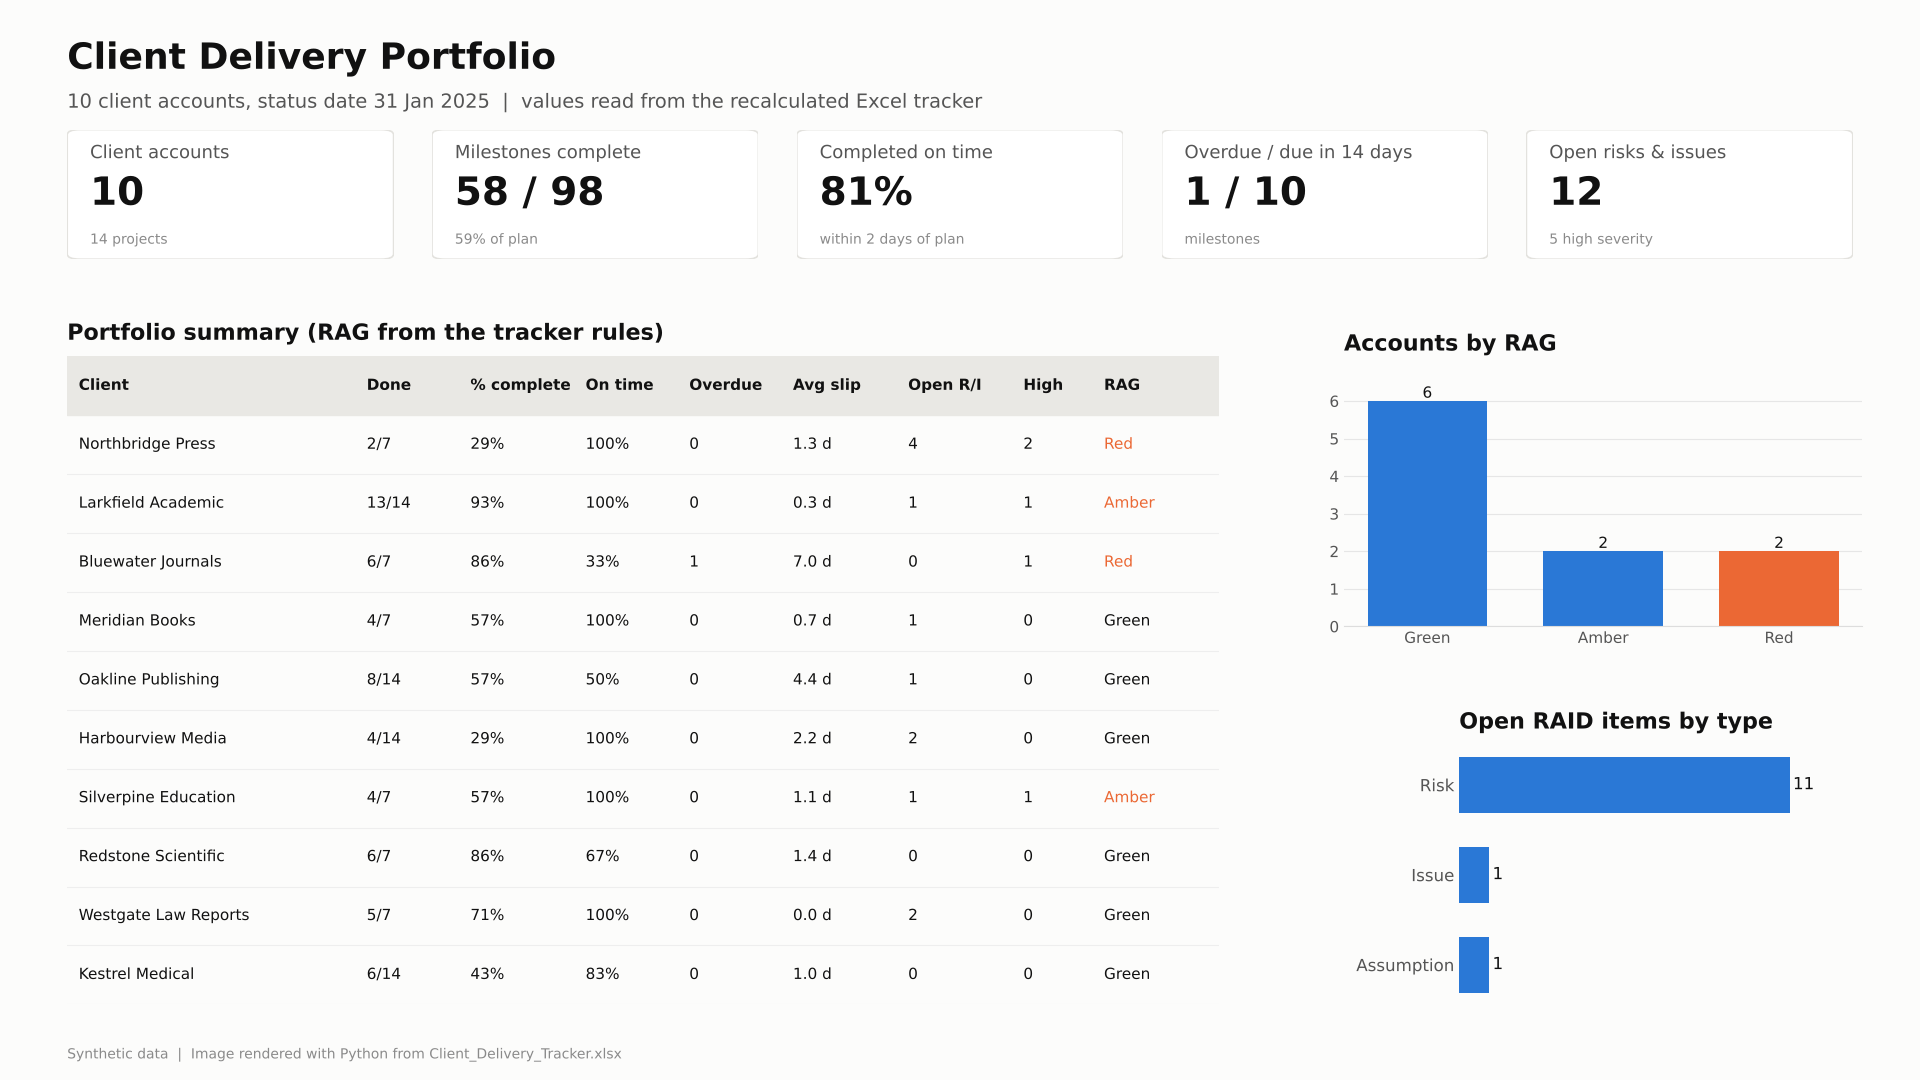 Client Delivery Portfolio
10 client accounts, status date 31 Jan 2025 | values read from the recalculated Excel tracker
Client accounts
10
14 projects
Milestones complete
58 / 98
59% of plan
Completed on time
81%
within 2 days of plan
Overdue / due in 14 days
1 / 10
milestones
Open risks & issues
12
5 high severity
Portfolio summary (RAG from the tracker rules)
Client Done % complete On time Overdue Avg slip Open R/I High RAG
Northbridge Press 2/7 29% 100% 0 1.3 d 4 2 Red
Larkfield Academic 13/14 93% 100% 0 0.3 d 1 1 Amber
Bluewater Journals 6/7 86% 33% 1 7.0 d 0 1 Red
Meridian Books 4/7 57% 100% 0 0.7 d 1 0 Green
Oakline Publishing 8/14 57% 50% 0 4.4 d 1 0 Green
Harbourview Media 4/14 29% 100% 0 2.2 d 2 0 Green
Silverpine Education 4/7 57% 100% 0 1.1 d 1 1 Amber
Redstone Scientific 6/7 86% 67% 0 1.4 d 0 0 Green
Westgate Law Reports 5/7 71% 100% 0 0.0 d 2 0 Green
Kestrel Medical 6/14 43% 83% 0 1.0 d 0 0 Green
Accounts by RAG
6
6
5
4
3
2 2 2
1
0
Green Amber Red
Open RAID items by type
Risk 11
Issue 1
Assumption 1
Synthetic data | Image rendered with Python from Client_Delivery_Tracker.xlsx